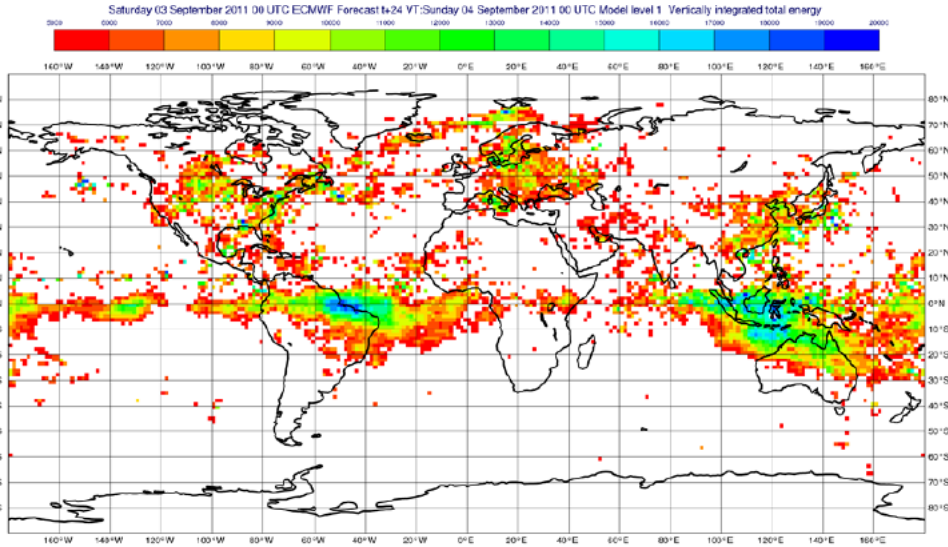 Saturday 03 September 2011 00 UTC ECMWF Forecast t+24 VT:Sunday 04 September 2011 00 UTC Model level 1 Vertically integrated total energy
5000 6000 7000 8000 9000 10000 11000 12000 13000 14000 15000 16000 17000 18000 19000 20000
160°W 140°W 120°W 100°W 80°W 60°W 40°W 20°W 0°E 20°E 40°E 60°E 80°E 100°E 120°E 140°E 160°E
80°N
70°N
60°N
50°N
40°N
30°N
20°N
10°N
0°N
10°S
20°S
30°S
40°S
50°S
60°S
70°S
80°S
160°W 140°W 120°W 100°W 80°W 60°W 40°W 20°W 0°E 20°E 40°E 60°E 80°E 100°E 120°E 140°E 160°E